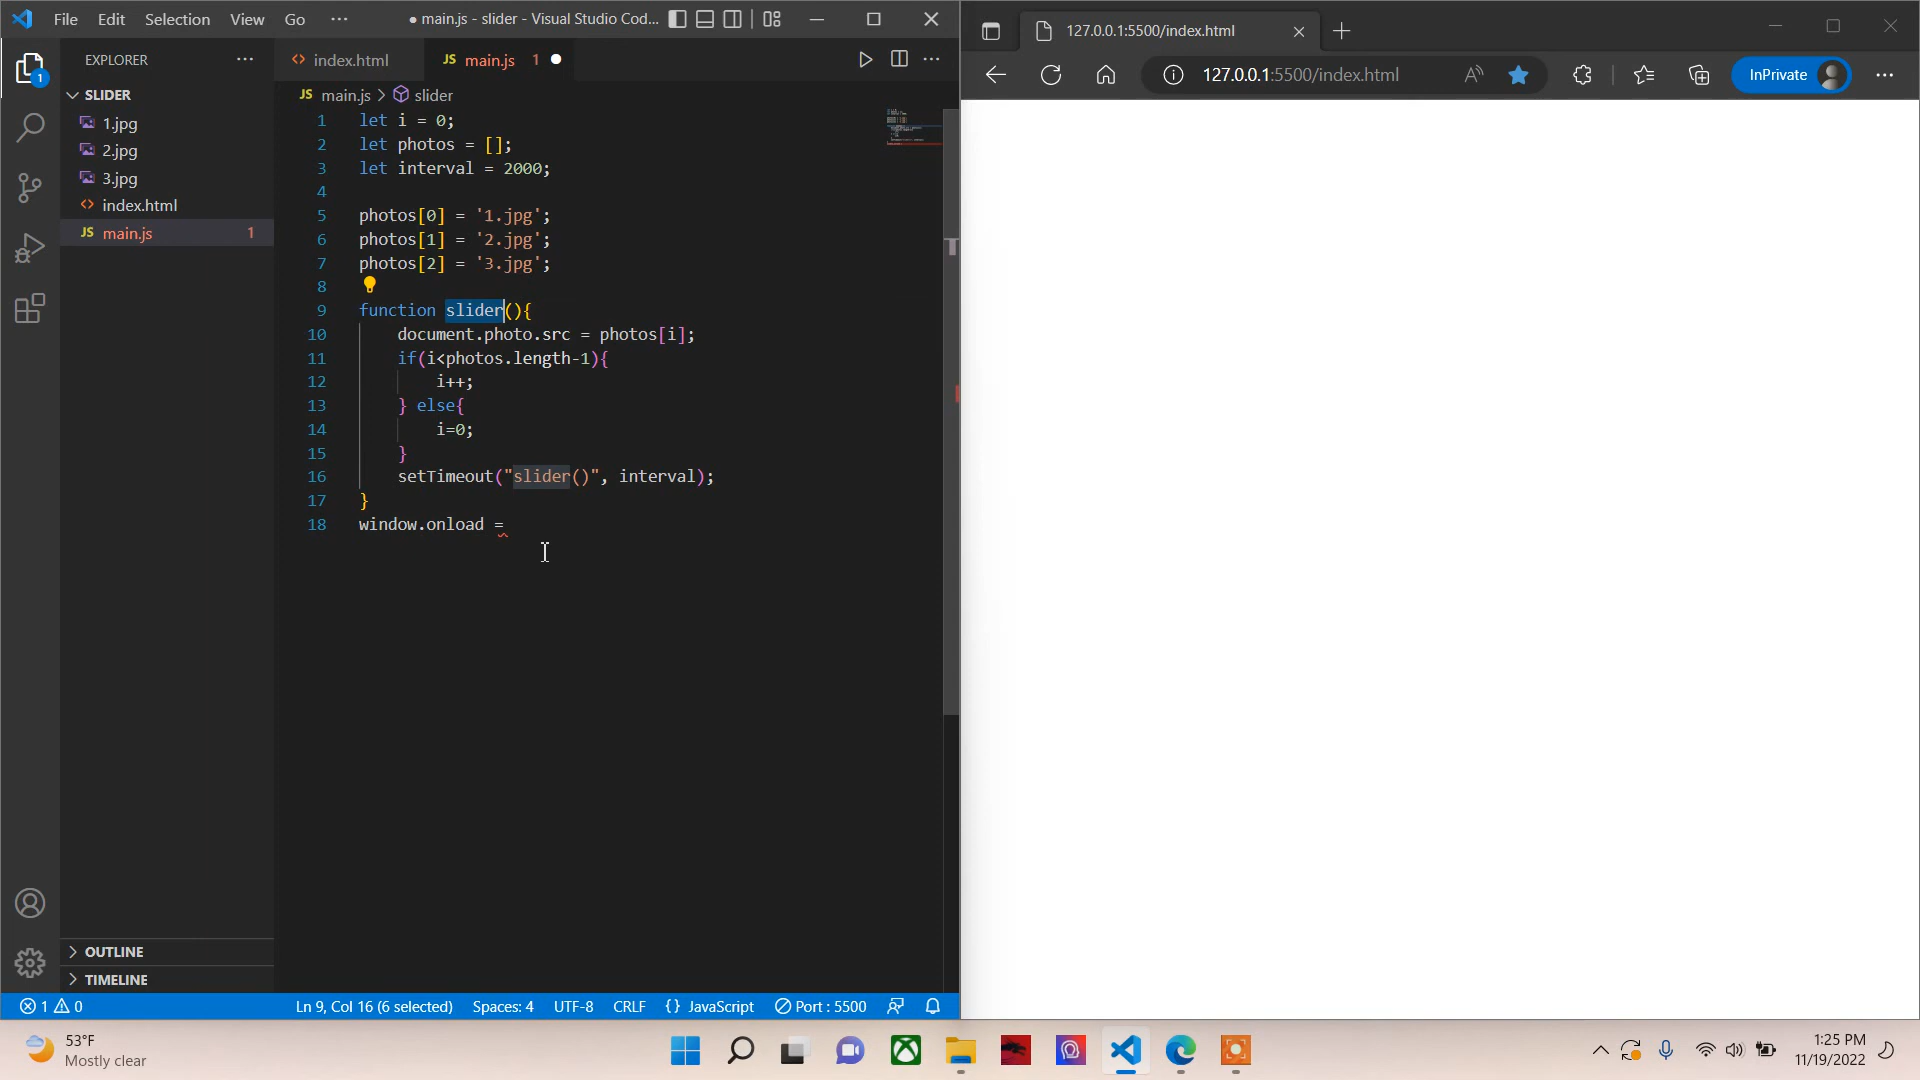 File Edit Selection View Go ··· ● main.js - slider - Visual Studio Cod...
EXPLORER ···
SLIDER
1.jpg
2.jpg
3.jpg
index.html
JS main.js 1
OUTLINE
TIMELINE
index.html JS main.js 1 ●
JS main.js > slider
1 let i = 0;
2 let photos = [];
3 let interval = 2000;
4
5 photos[0] = '1.jpg';
6 photos[1] = '2.jpg';
7 photos[2] = '3.jpg';
8
9 function slider(){
10 document.photo.src = photos[i];
11 if(i<photos.length-1){
12 i++;
13 } else{
14 i=0;
15 }
16 setTimeout("slider()", interval);
17 }
18 window.onload =
1 0 Ln 9, Col 16 (6 selected) Spaces: 4 UTF-8 CRLF {} JavaScript Port : 5500
127.0.0.1:5500/index.html
127.0.0.1:5500/index.html InPrivate
1
53°F
Mostly clear
1:25 PM
11/19/2022